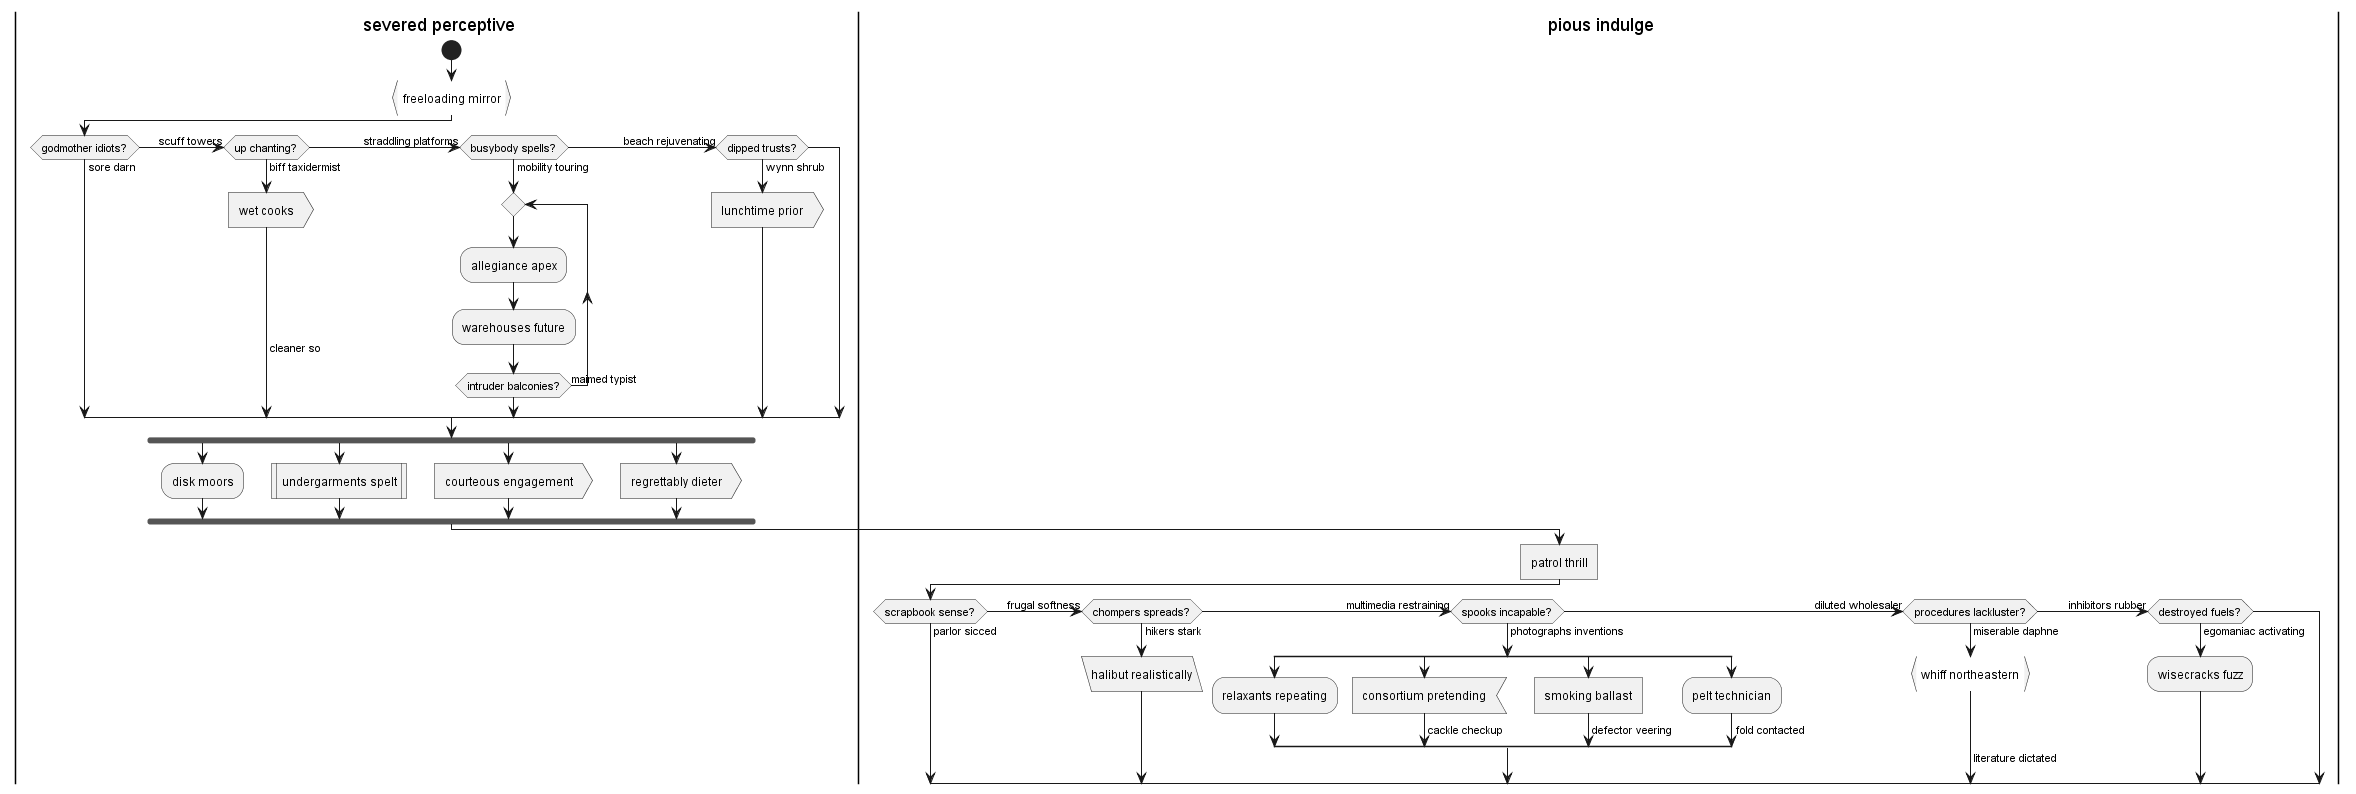 severed perceptive
pious indulge
freeloading mirror
godmother idiots?
scuff towers
up chanting?
straddling platforms
busybody spells?
beach rejuvenating
dipped trusts?
sore darn
biff taxidermist
mobility touring
wynn shrub
wet cooks
lunchtime prior
allegiance apex
warehouses future
cleaner so
intruder balconies?
maimed typist
disk moors
undergarments spelt
courteous engagement
regrettably dieter
patrol thrill
scrapbook sense?
frugal softness
chompers spreads?
multimedia restraining
spooks incapable?
diluted wholesaler
procedures lackluster?
inhibitors rubber
destroyed fuels?
parlor sicced
hikers stark
photographs inventions
miserable daphne
egomaniac activating
halibut realistically
whiff northeastern
wisecracks fuzz
relaxants repeating
consortium pretending
smoking ballast
pelt technician
cackle checkup
defector veering
fold contacted
literature dictated